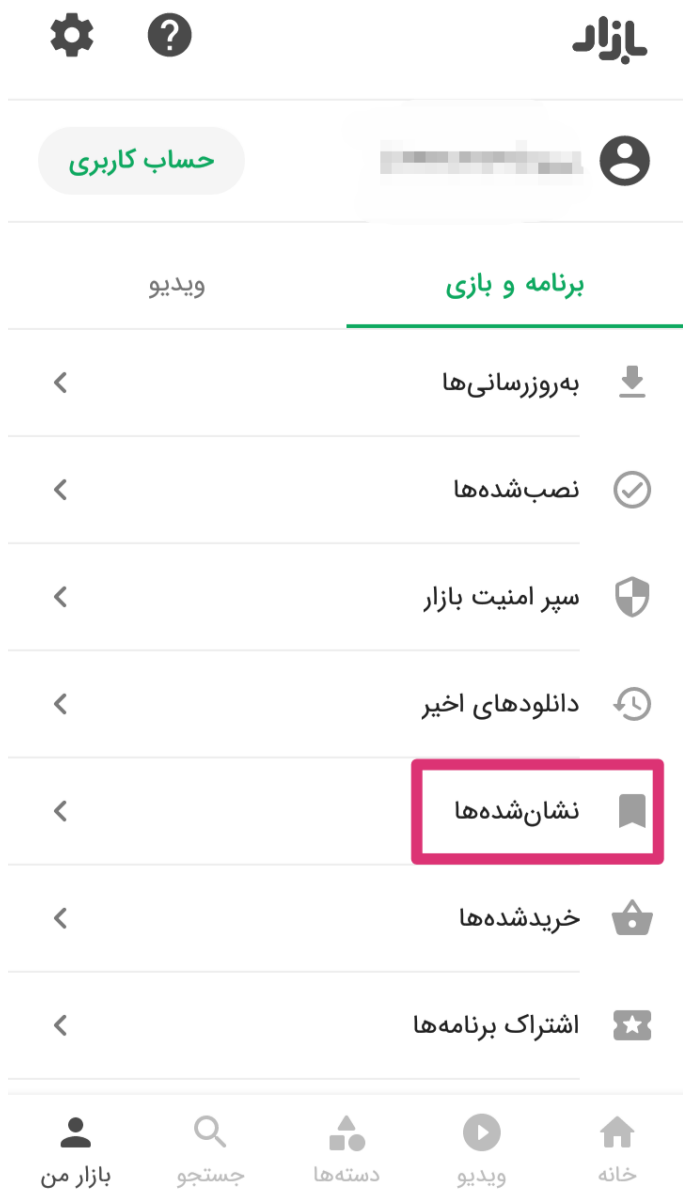 بازار
حساب کاربری
برنامه و بازی
ویدیو
به‌روزرسانی‌ها
نصب‌شده‌ها
سپر امنیت بازار
دانلودهای اخیر
نشان‌شده‌ها
خریدشده‌ها
اشتراک برنامه‌ها
خانه
ویدیو
دسته‌ها
جستجو
بازار من